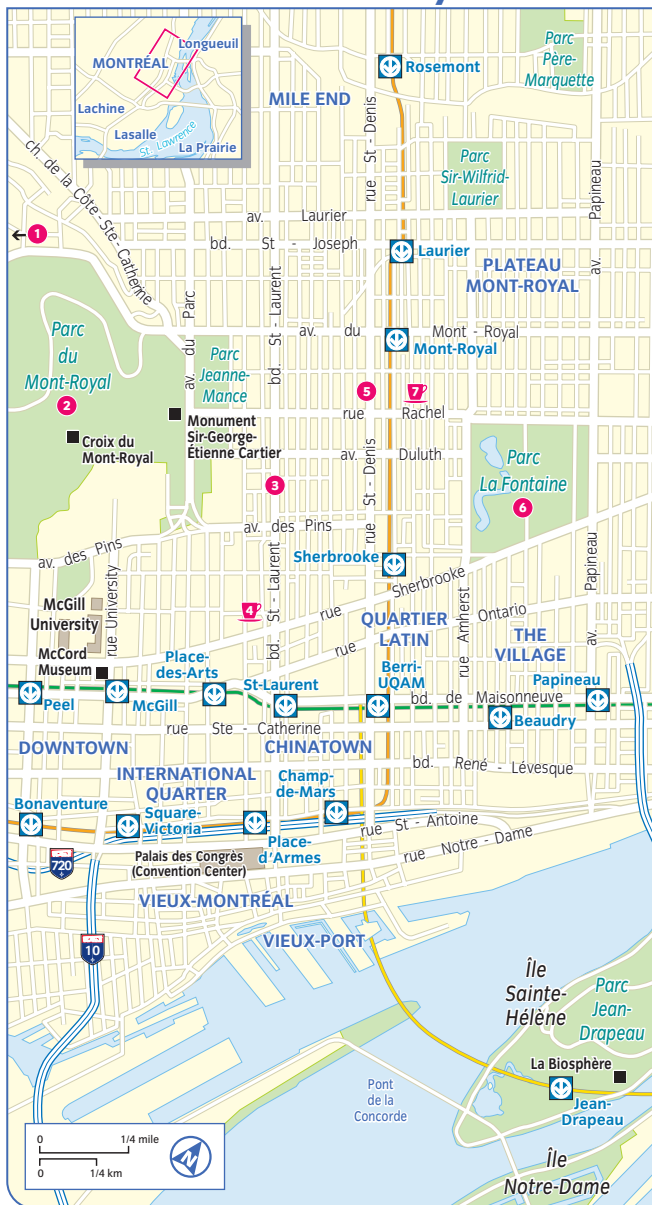 Longueuil
MONTRÉAL
Lachine
Lasalle
St. Lawrence
La Prairie
Rosemont
Parc
Père-
Marquette
MILE END
rue St - Denis
ch. de la Côte - Ste - Catherine
Parc
Sir-Wilfrid-
Laurier
av. Papineau
av. Laurier
1
bd. St - Joseph
Laurier
PLATEAU
MONT-ROYAL
av. du Parc
bd. St - Laurent
av. du Mont - Royal
Mont-Royal
Parc
du
Mont-Royal
2
Parc
Jeanne-
Mance
5
7
Monument
Sir-George-
Étienne Cartier
rue Rachel
Croix du
Mont-Royal
av. Duluth
rue St - Denis
Parc
La Fontaine
6
3
av. des Pins
av. des Pins
Sherbrooke
rue Sherbrooke
av. Papineau
McGill
University
rue University
4
bd. St - Laurent
rue Ontario
QUARTIER
LATIN
rue Amherst
THE
VILLAGE
McCord
Museum
Place-
des-Arts
St-Laurent
Berri-
UQAM
bd. de Maisonneuve
Papineau
Peel
McGill
Beaudry
rue Ste - Catherine
DOWNTOWN
CHINATOWN
bd. René - Lévesque
INTERNATIONAL
QUARTER
Champ-
de-Mars
Bonaventure
Square-
Victoria
Place-
d’Armes
rue St - Antoine
rue Notre - Dame
720
Palais des Congrès
(Convention Center)
VIEUX-MONTRÉAL
10
VIEUX-PORT
Île
Sainte-
Hélène
Parc
Jean-
Drapeau
La Biosphère
Jean-
Drapeau
Pont
de la
Concorde
Île
Notre-Dame
0 1/4 mile
0 1/4 km
N